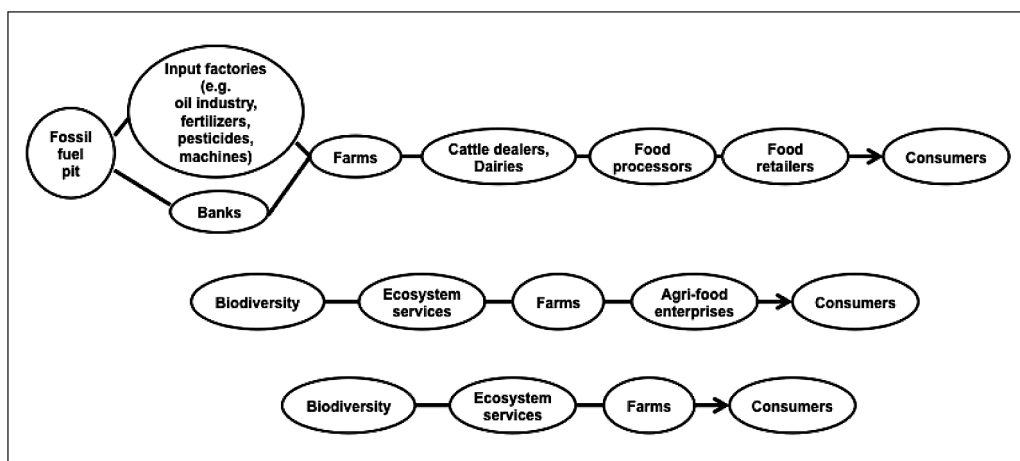 Input factories
(e.g.
oil industry,
fertilizers,
pesticides,
machines)
Fossil
fuel
pit
Banks
Farms
Cattle dealers,
Dairies
Food
processors
Food
retailers
Consumers
Biodiversity
Ecosystem
services
Farms
Agri-food
enterprises
Consumers
Biodiversity
Ecosystem
services
Farms
Consumers